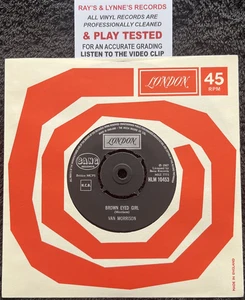 RAY'S & LYNNE'S RECORDS
ALL VINYL RECORDS ARE
PROFESSIONALLY CLEANED
& PLAY TESTED
FOR AN ACCURATE GRADING
LISTEN TO THE VIDEO CLIP
LONDON
45
RPM
LONDON
BANG
HLM 10453
BROWN EYED GIRL
VAN MORRISON
MADE IN ENGLAND